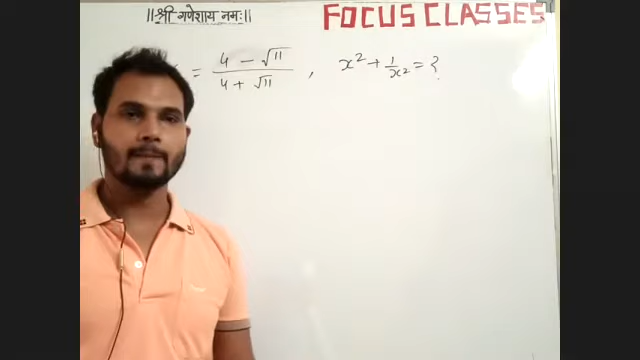 ||श्री गणेशाय नमः||
FOCUS CLASSES
= (4 - √11) / (4 + √11) , x² + 1/x² = ?